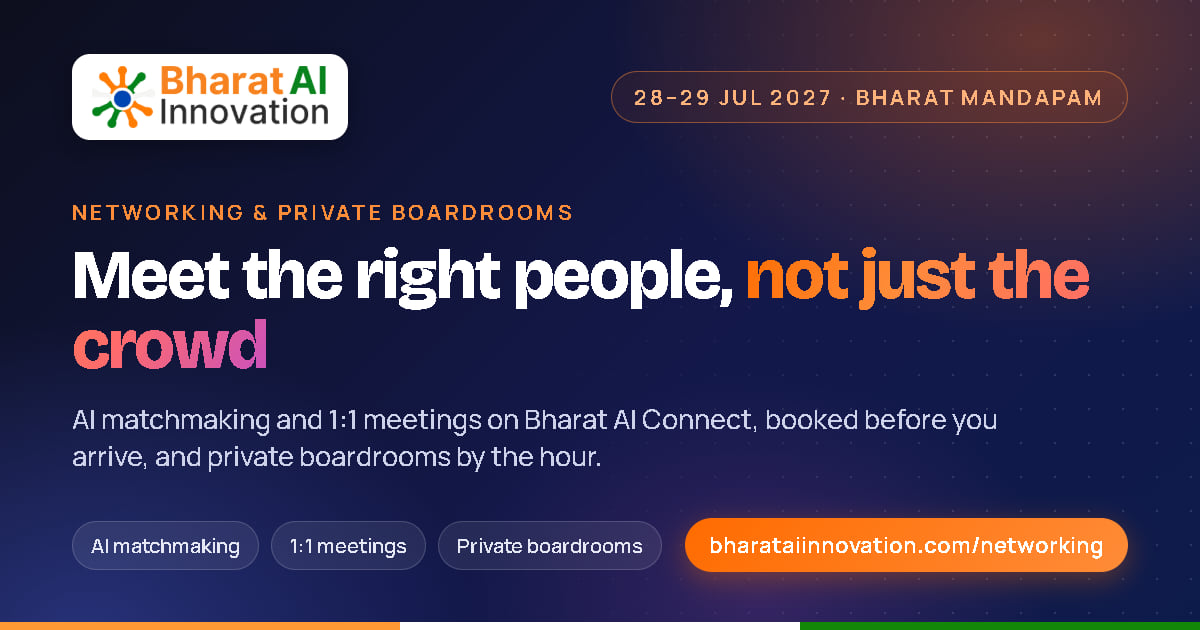 Bharat AI
Innovation
28–29 JUL 2027 · BHARAT MANDAPAM
NETWORKING & PRIVATE BOARDROOMS
Meet the right people, not just the
crowd
AI matchmaking and 1:1 meetings on Bharat AI Connect, booked before you
arrive, and private boardrooms by the hour.
AI matchmaking
1:1 meetings
Private boardrooms
bharataiinnovation.com/networking